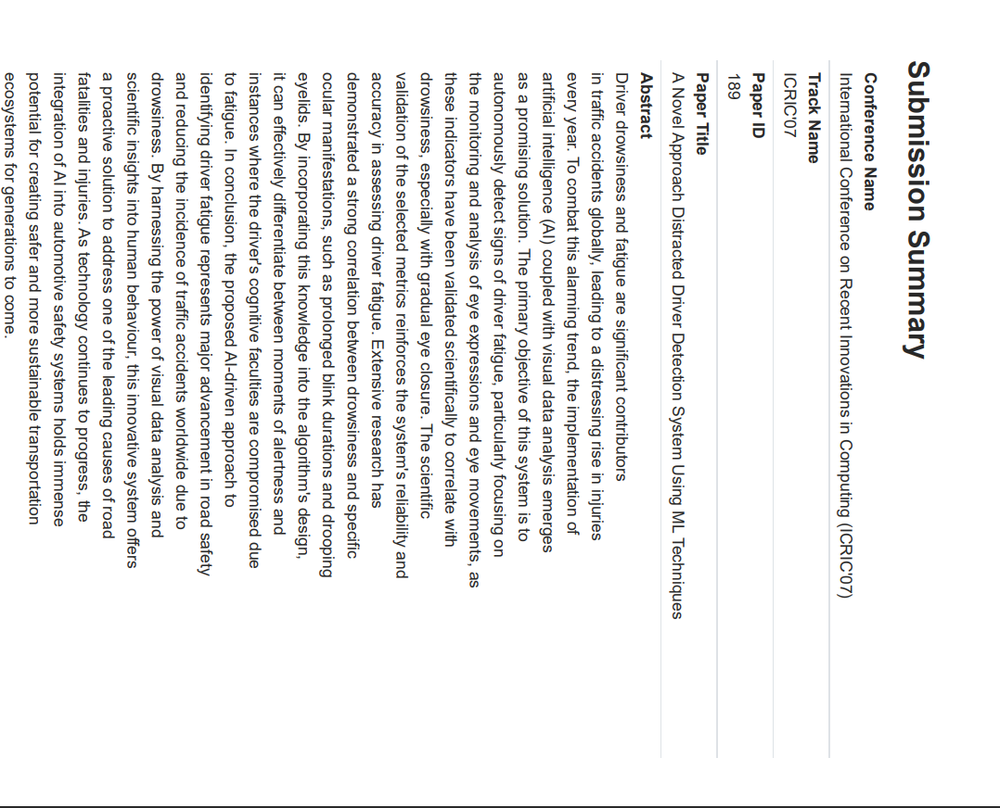 Submission Summary
Conference Name
International Conference on Recent Innovations in Computing (ICRIC'07)
Track Name
ICRIC'07
Paper ID
189
Paper Title
A Novel Approach Distracted Driver Detection System Using ML Techniques
Abstract
Driver drowsiness and fatigue are significant contributors
in traffic accidents globally, leading to a distressing rise in injuries
every year. To combat this alarming trend, the implementation of
artificial intelligence (AI) coupled with visual data analysis emerges
as a promising solution. The primary objective of this system is to
autonomously detect signs of driver fatigue, particularly focusing on
the monitoring and analysis of eye expressions and eye movements, as
these indicators have been validated scientifically to correlate with
drowsiness, especially with gradual eye closure. The scientific
validation of the selected metrics reinforces the system's reliability and
accuracy in assessing driver fatigue. Extensive research has
demonstrated a strong correlation between drowsiness and specific
ocular manifestations, such as prolonged blink durations and drooping
eyelids. By incorporating this knowledge into the algorithm's design,
it can effectively differentiate between moments of alertness and
instances where the driver's cognitive faculties are compromised due
to fatigue. In conclusion, the proposed AI-driven approach to
identifying driver fatigue represents major advancement in road safety
and reducing the incidence of traffic accidents worldwide due to
drowsiness. By harnessing the power of visual data analysis and
scientific insights into human behaviour, this innovative system offers
a proactive solution to address one of the leading causes of road
fatalities and injuries. As technology continues to progress, the
integration of AI into automotive safety systems holds immense
potential for creating safer and more sustainable transportation
ecosystems for generations to come.